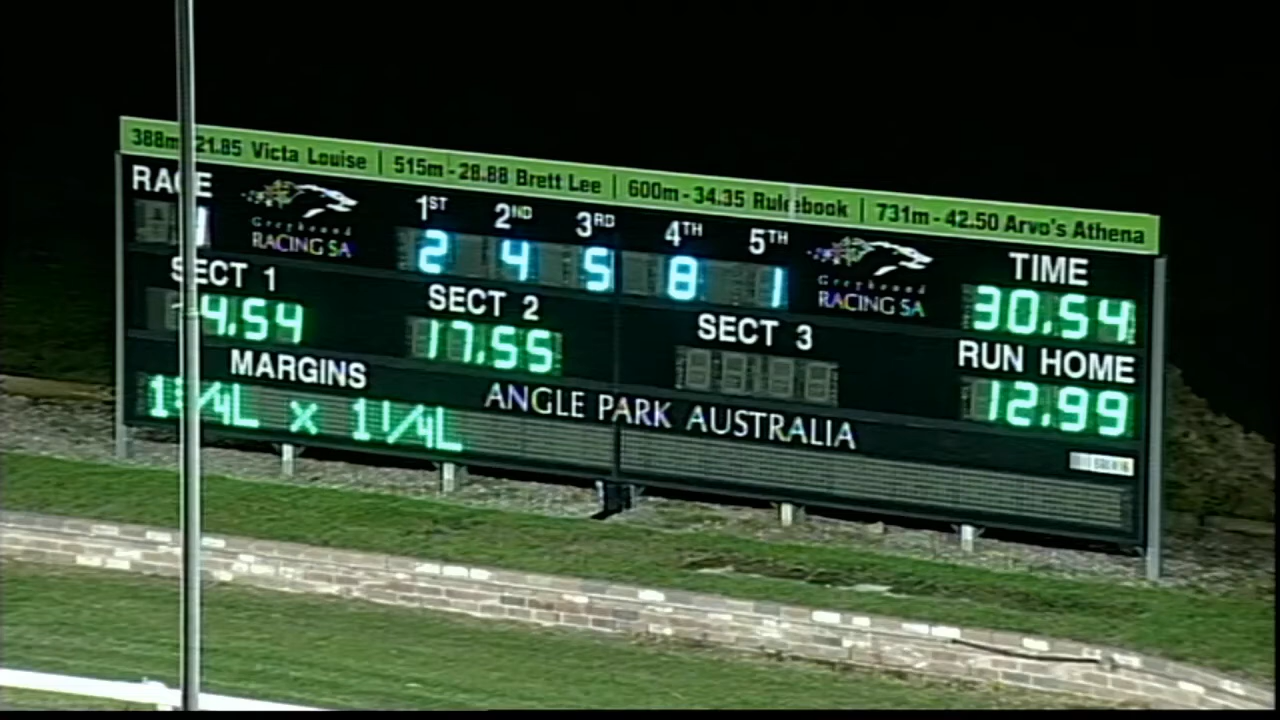 388m 21.85 Victa Louise | 515m - 28.88 Brett Lee | 600m - 34.35 Rulebook | 731m - 42.50 Arvo's Athena
RACE 1ST 2ND 3RD 4TH 5TH TIME
Greyhound RACING SA 2 4 5 8 1 Greyhound RACING SA 30.54
SECT 1 SECT 2 SECT 3 RUN HOME
4.54 17.55 12.99
MARGINS ANGLE PARK AUSTRALIA
x 1 1/4L